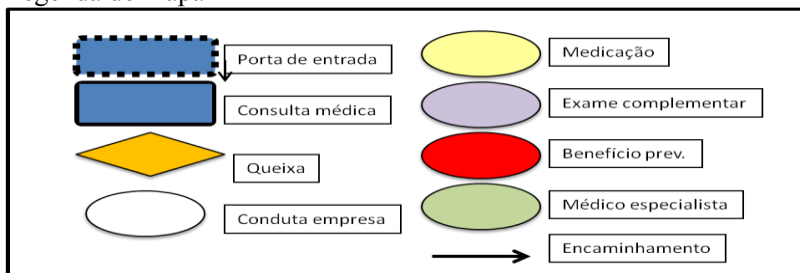 Porta de entrada
Consulta médica
Queixa
Conduta empresa
Medicação
Exame complementar
Benefício prev.
Médico especialista
Encaminhamento